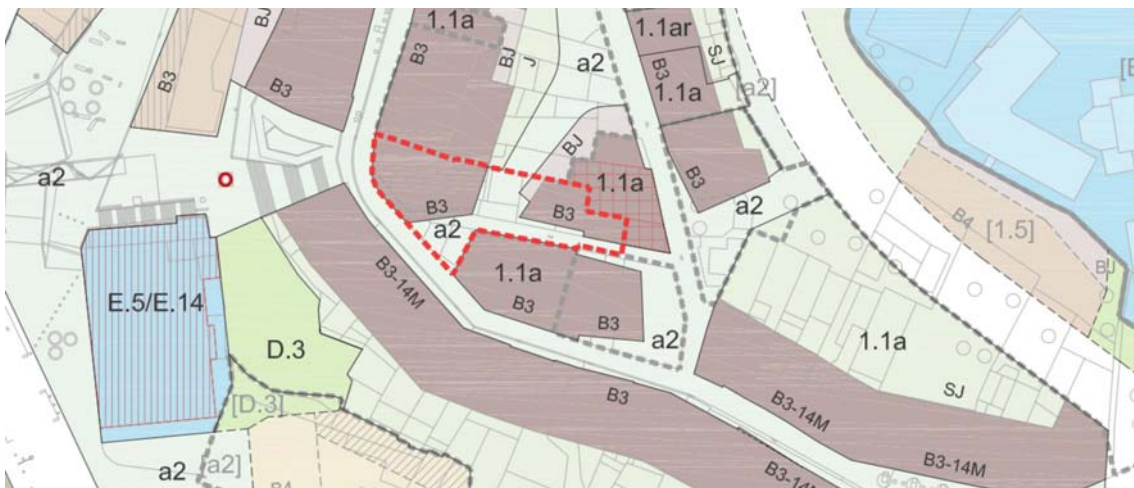 1.1a
1.1ar
BJ
B3
B3
B3
BJ
J
a2
B3
SJ
[a2]
1.1a
B3
BJ
1.1a
B3
a2
B3
B3
a2
a2
B4
[1.5]
BJ
1.1a
B3
B3
a2
B3-14M
E.5/E.14
D.3
1.1a
SJ
B3
B3-14M
[D.3]
a2
a2]
B3-14M
B3-14M